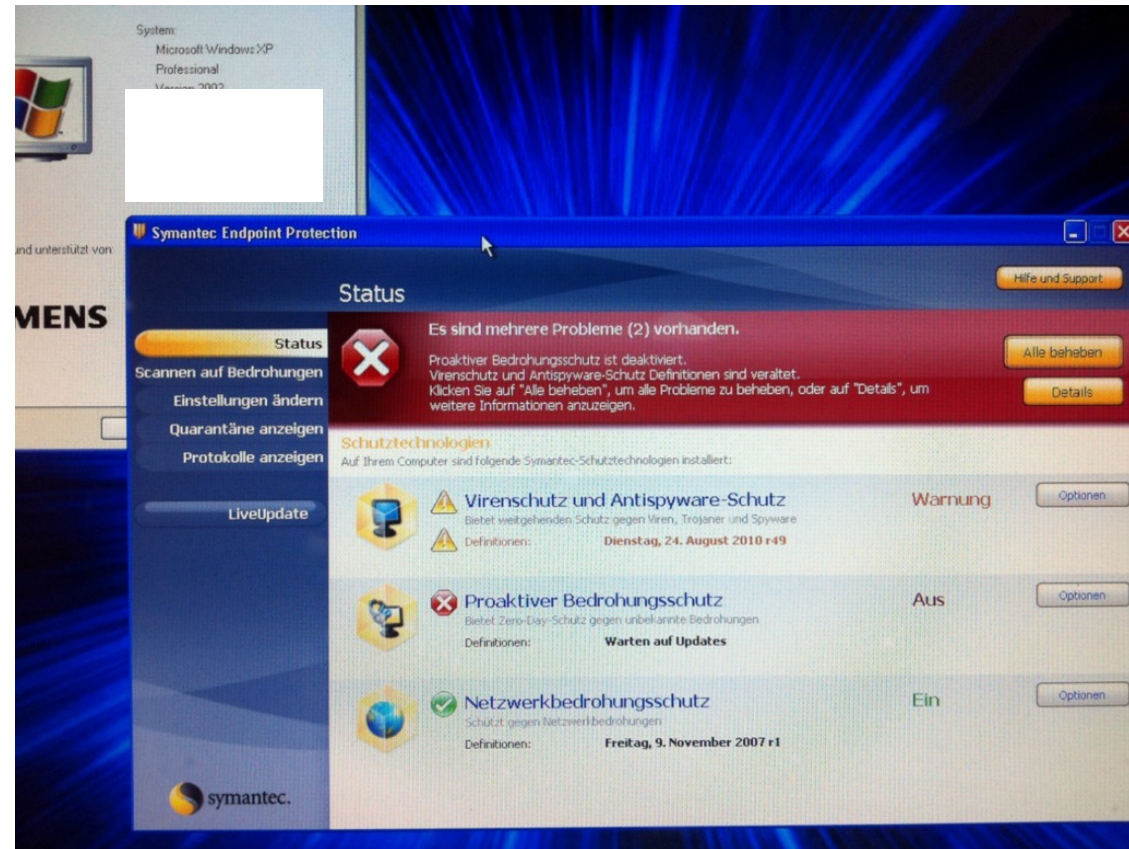 System:
Microsoft Windows XP
Professional
Version 2002
und unterstützt von:
MENS
Symantec Endpoint Protection
Status
Hilfe und Support
Status
Scannen auf Bedrohungen
Einstellungen ändern
Quarantäne anzeigen
Protokolle anzeigen
LiveUpdate
Es sind mehrere Probleme (2) vorhanden.
Proaktiver Bedrohungsschutz ist deaktiviert.
Virenschutz und Antispyware-Schutz Definitionen sind veraltet.
Klicken Sie auf "Alle beheben", um alle Probleme zu beheben, oder auf "Details", um
weitere Informationen anzuzeigen.
Alle beheben
Details
Schutztechnologien
Auf Ihrem Computer sind folgende Symantec-Schutztechnologien installiert:
Virenschutz und Antispyware-Schutz
Warnung
Optionen
Bietet weitgehenden Schutz gegen Viren, Trojaner und Spyware
Definitionen: Dienstag, 24. August 2010 r49
Proaktiver Bedrohungsschutz
Aus
Optionen
Bietet Zero-Day-Schutz gegen unbekannte Bedrohungen
Definitionen: Warten auf Updates
Netzwerkbedrohungsschutz
Ein
Optionen
Schützt gegen Netzwerkbedrohungen
Definitionen: Freitag, 9. November 2007 r1
symantec.